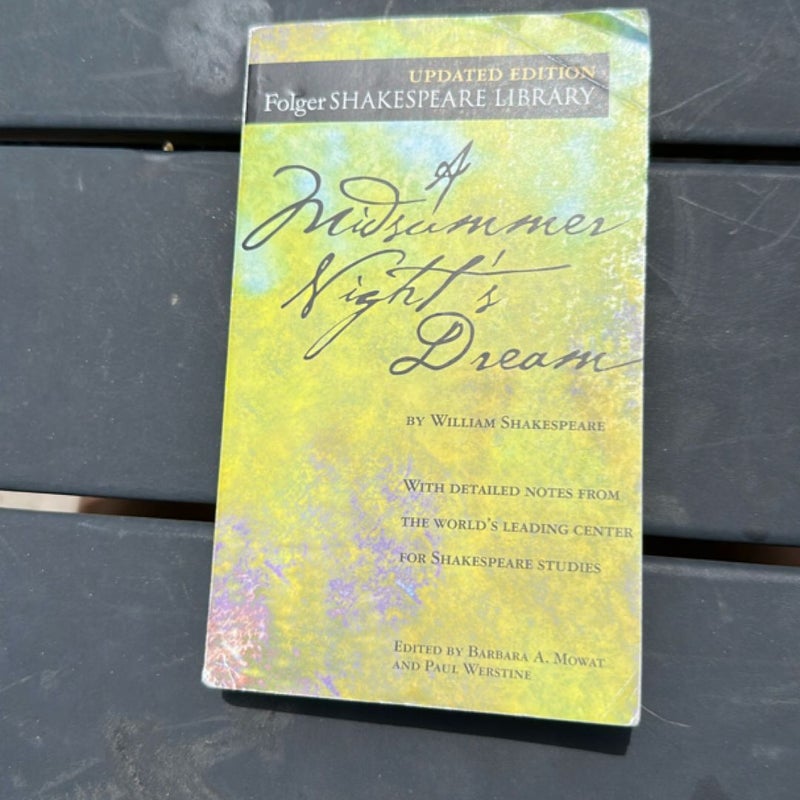 UPDATED EDITION
Folger SHAKESPEARE LIBRARY
A
Midsummer
Night's
Dream
BY WILLIAM SHAKESPEARE
WITH DETAILED NOTES FROM
THE WORLD'S LEADING CENTER
FOR SHAKESPEARE STUDIES
EDITED BY BARBARA A. MOWAT
AND PAUL WERSTINE